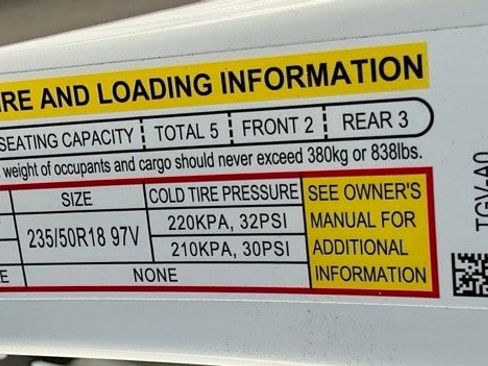 IRE AND LOADING INFORMATION
SEATING CAPACITY TOTAL 5 FRONT 2 REAR 3
weight of occupants and cargo should never exceed 380kg or 838lbs.
SIZE COLD TIRE PRESSURE SEE OWNER'S
235/50R18 97V 220KPA, 32PSI MANUAL FOR
210KPA, 30PSI ADDITIONAL
NONE INFORMATION
TGV-A0